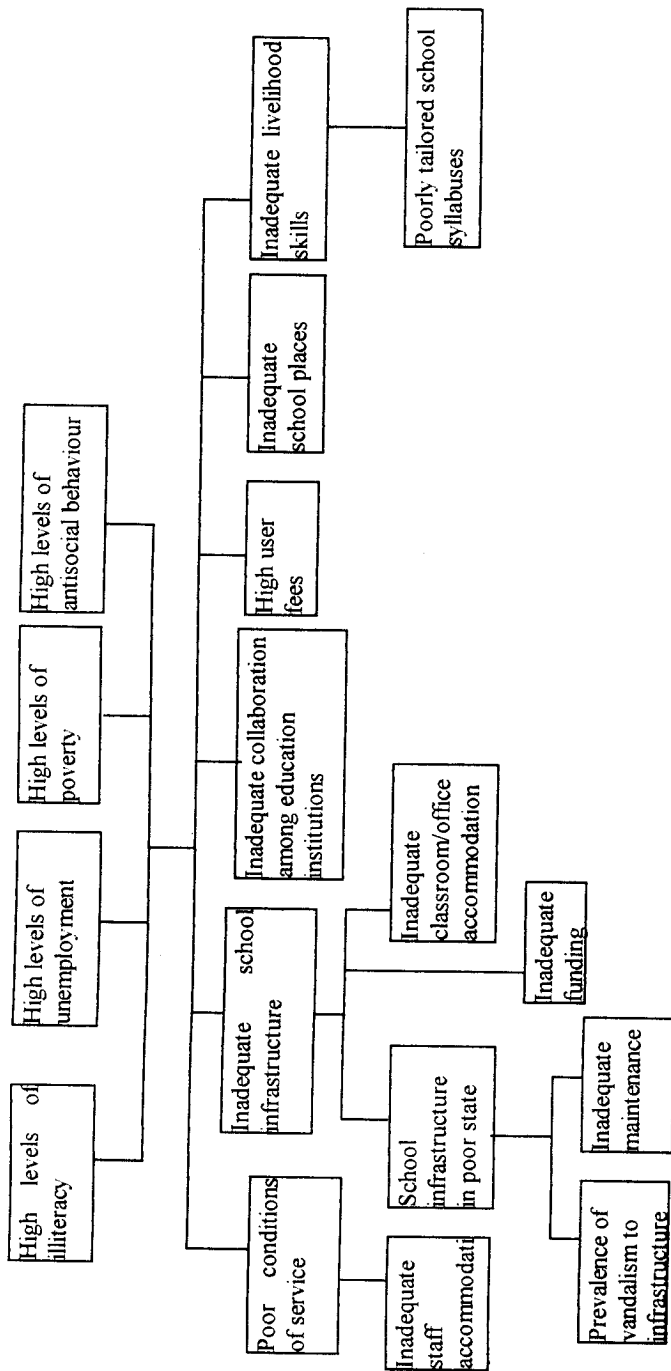 High levels of
illiteracy
High levels of
unemployment
High levels of
poverty
High levels of
antisocial behaviour
Poor conditions
of service
Inadequate school
infrastructure
Inadequate collaboration
among education
institutions
High user
fees
Inadequate
school places
Inadequate livelihood
skills
Inadequate
staff
accommodati
School
infrastructure
in poor state
Inadequate
classroom/office
accommodation
Poorly tailored school
syllabuses
Inadequate
funding
Prevalence of
vandalism to
infrastructure
Inadequate
maintenance